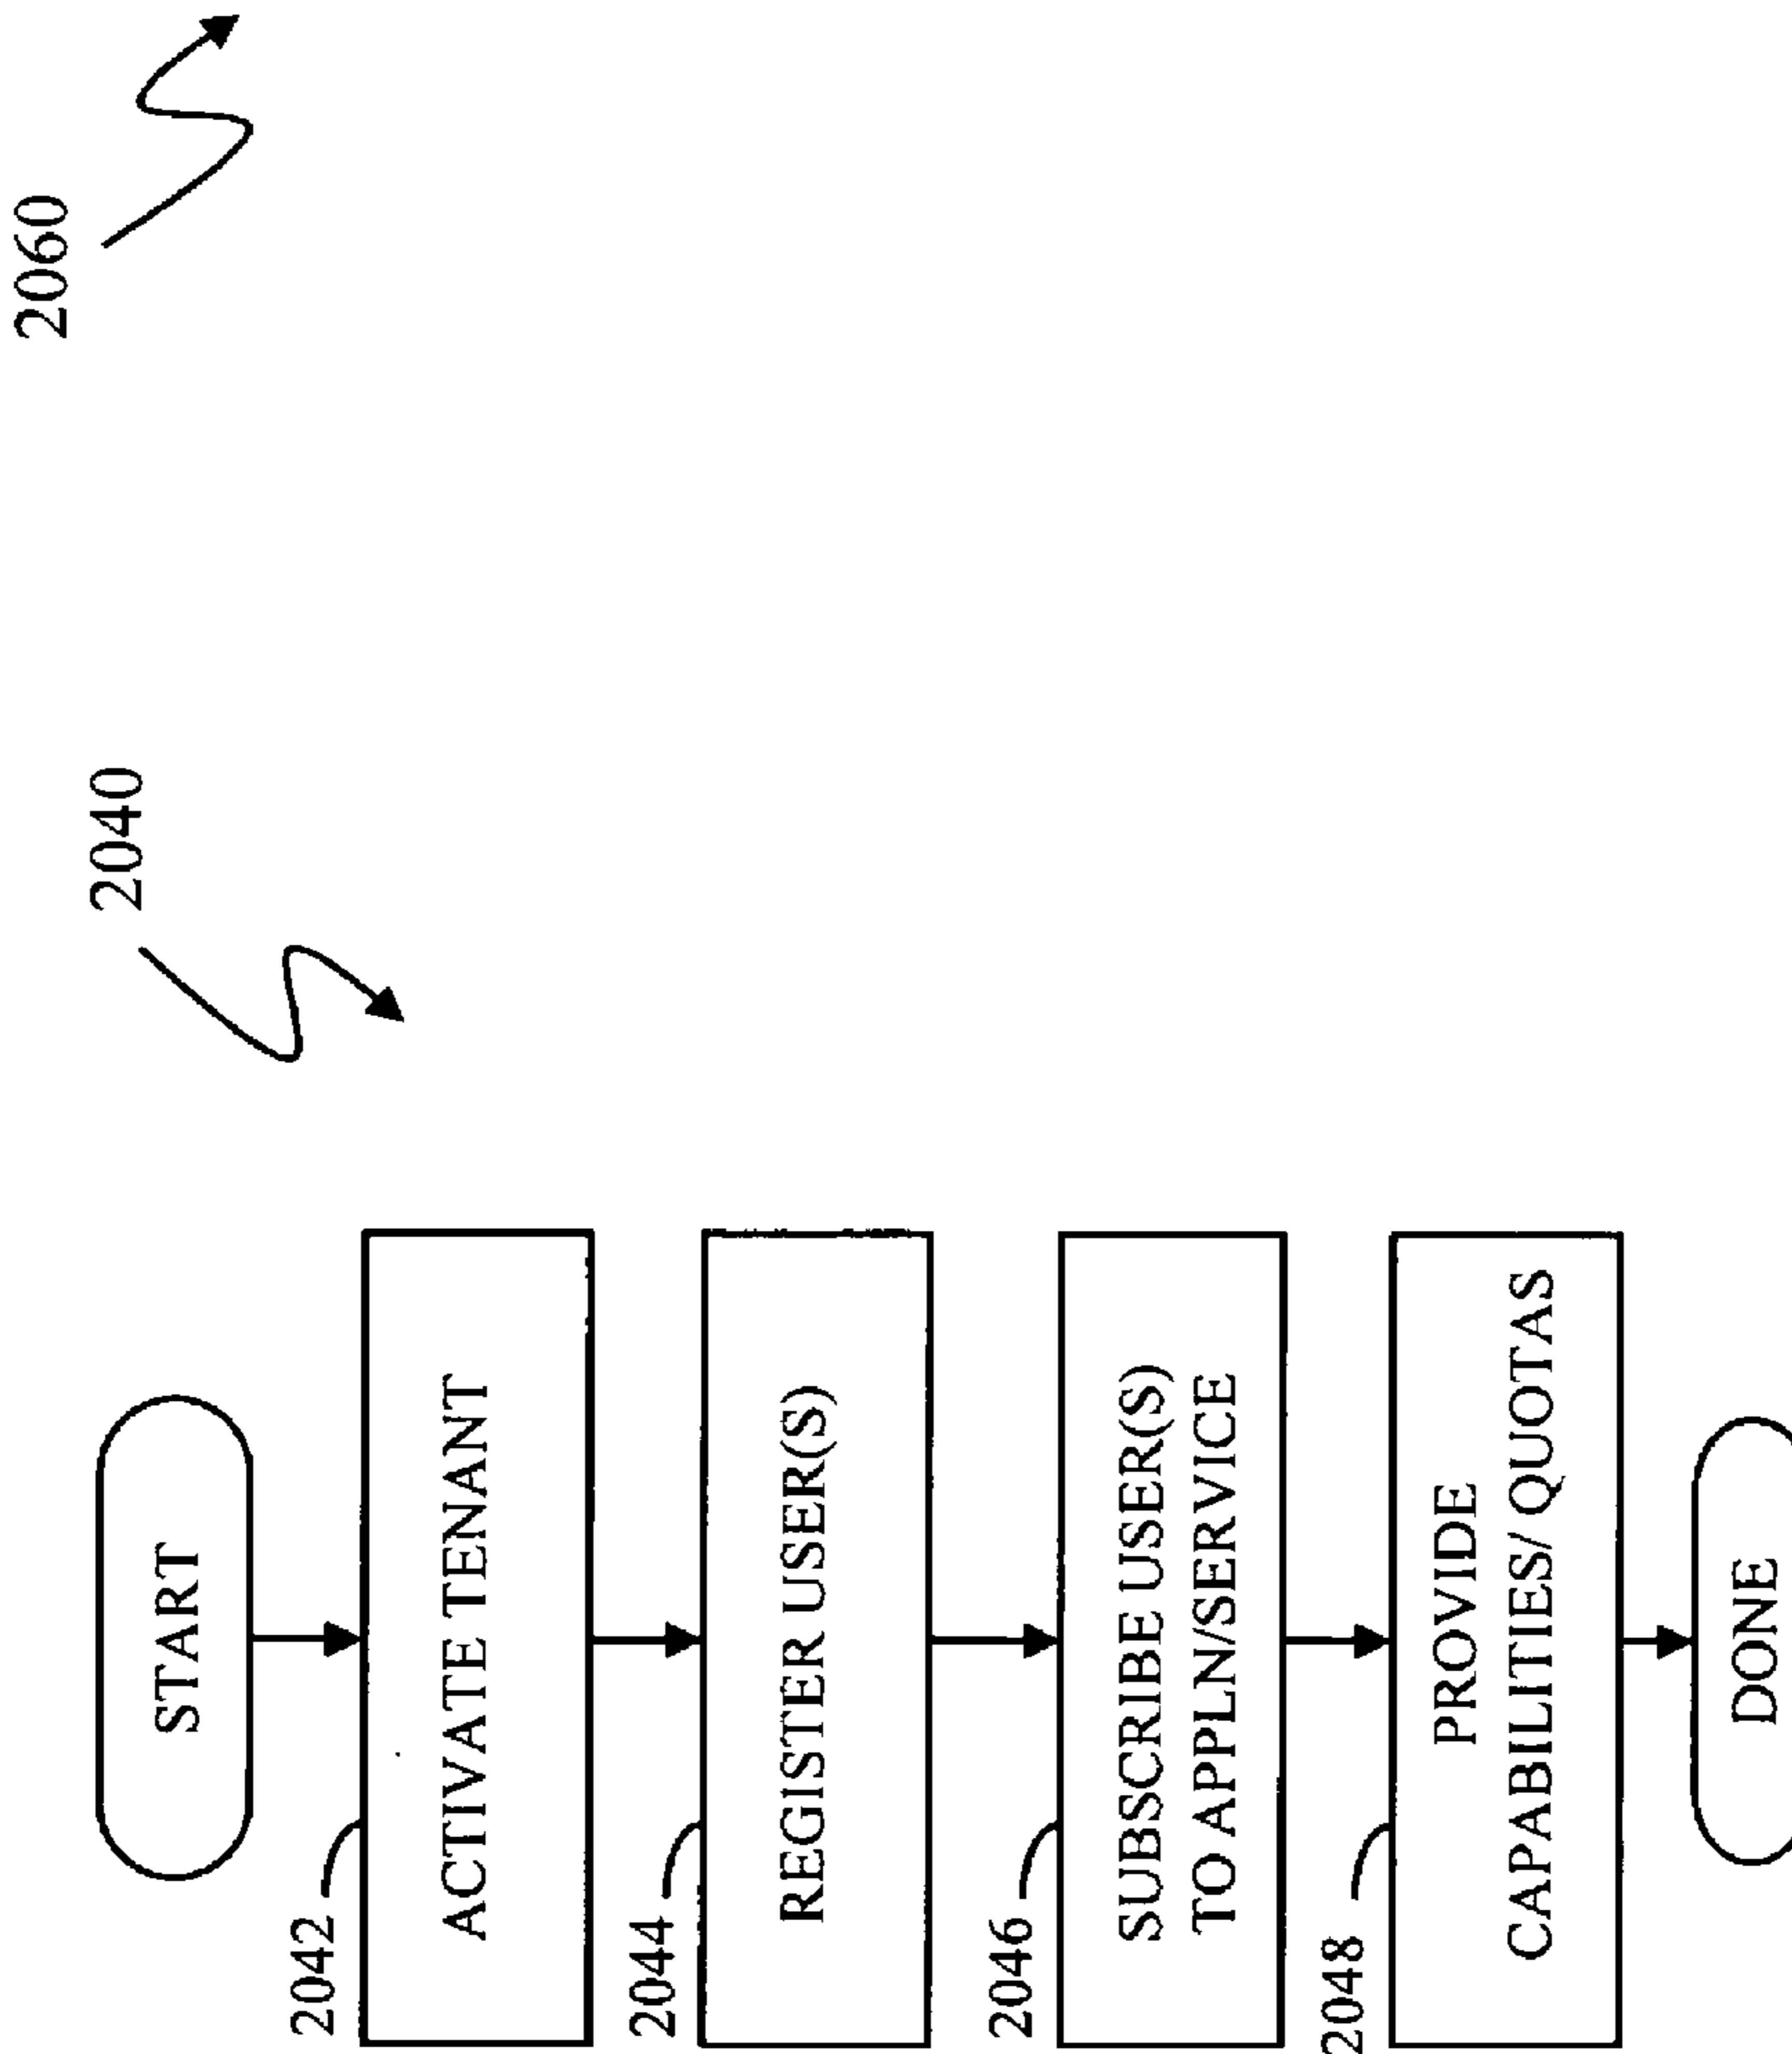 2060
2040
START
2042
ACTIVATE TENANT
2044
REGISTER USER(S)
2046
SUBSCRIBE USER(S)
TO APPLN/SERVICE
2048
PROVIDE
CAPABILITIES/ QUOTAS
DONE